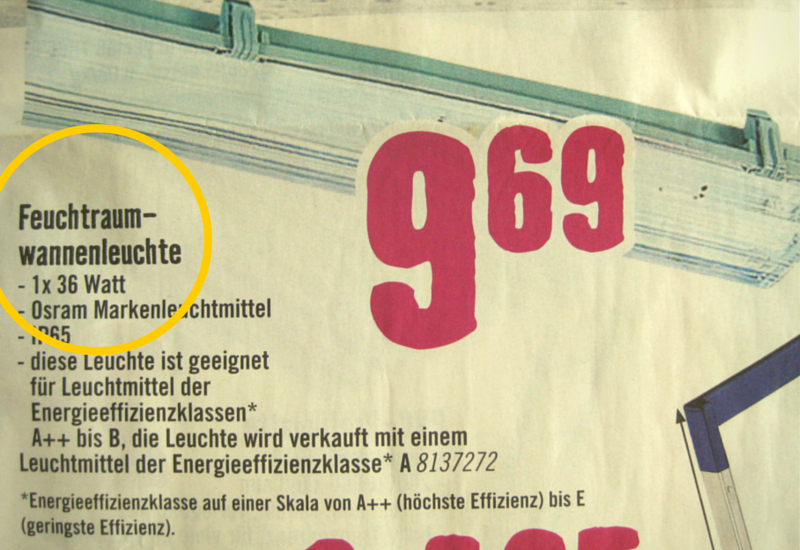 9 69
Feuchtraum-
wannenleuchte
- 1x 36 Watt
- Osram Markenleuchtmittel
- IP65
- diese Leuchte ist geeignet
für Leuchtmittel der
Energieeffizienzklassen*
A++ bis B, die Leuchte wird verkauft mit einem
Leuchtmittel der Energieeffizienzklasse* A 8137272
*Energieeffizienzklasse auf einer Skala von A++ (höchste Effizienz) bis E
(geringste Effizienz).